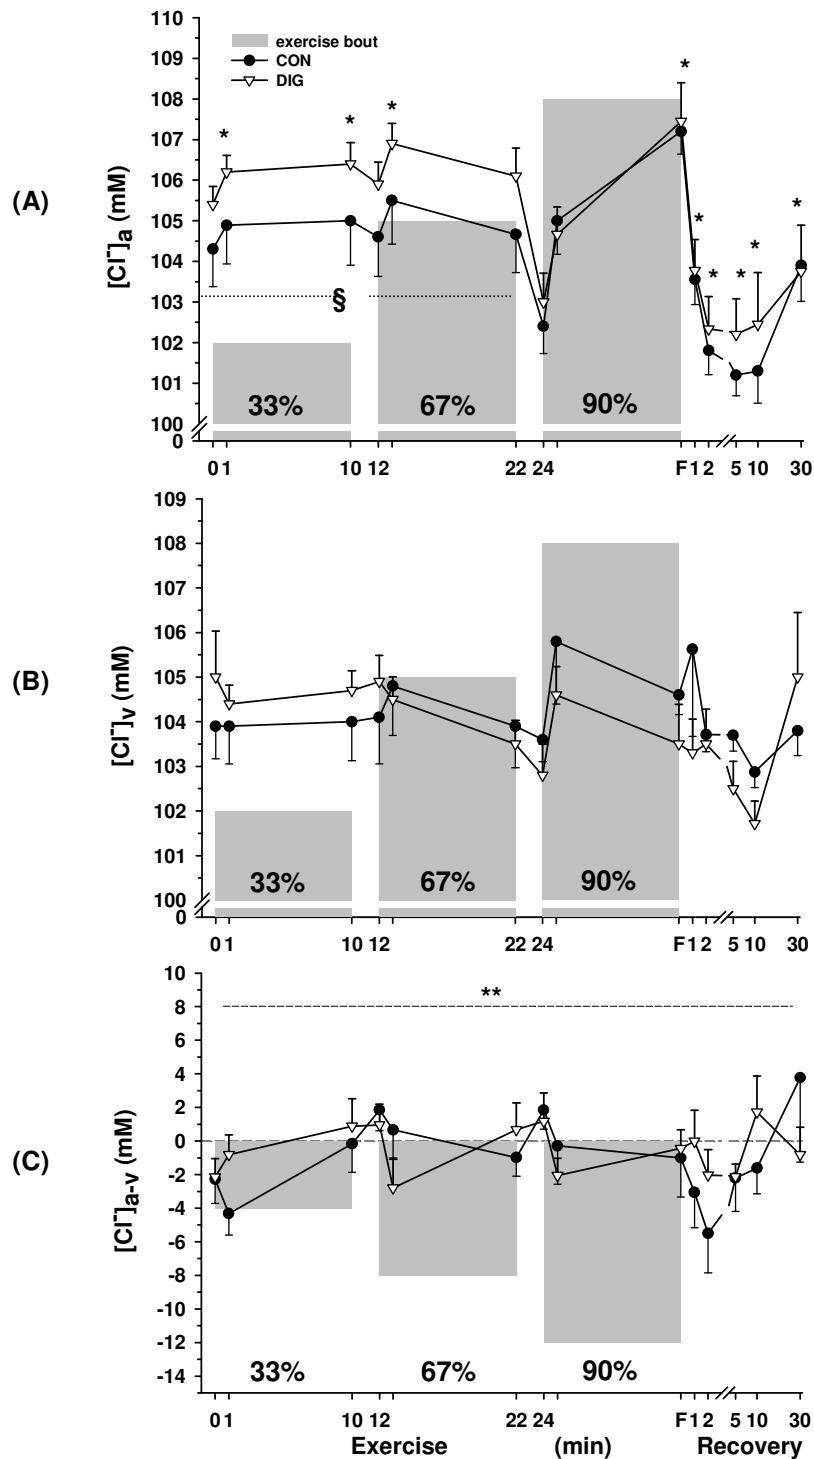 110
109
108
107
106
105
104
103
102
101
100
0
exercise bout
CON
DIG
* * * * * * * * *
(A)
[Cl⁻]a (mM)
§
33% 67% 90%
0 1 10 12 22 24 F 1 2 5 10 30
109
108
107
106
105
104
103
102
101
100
0
(B)
[Cl⁻]v (mM)
33% 67% 90%
0 1 10 12 22 24 F 1 2 5 10 30
10
8
6
4
2
0
-2
-4
-6
-8
-10
-12
-14
**
(C)
[Cl⁻]a-v (mM)
33% 67% 90%
0 1 10 12 22 24 F 1 2 5 10 30
Exercise (min) Recovery